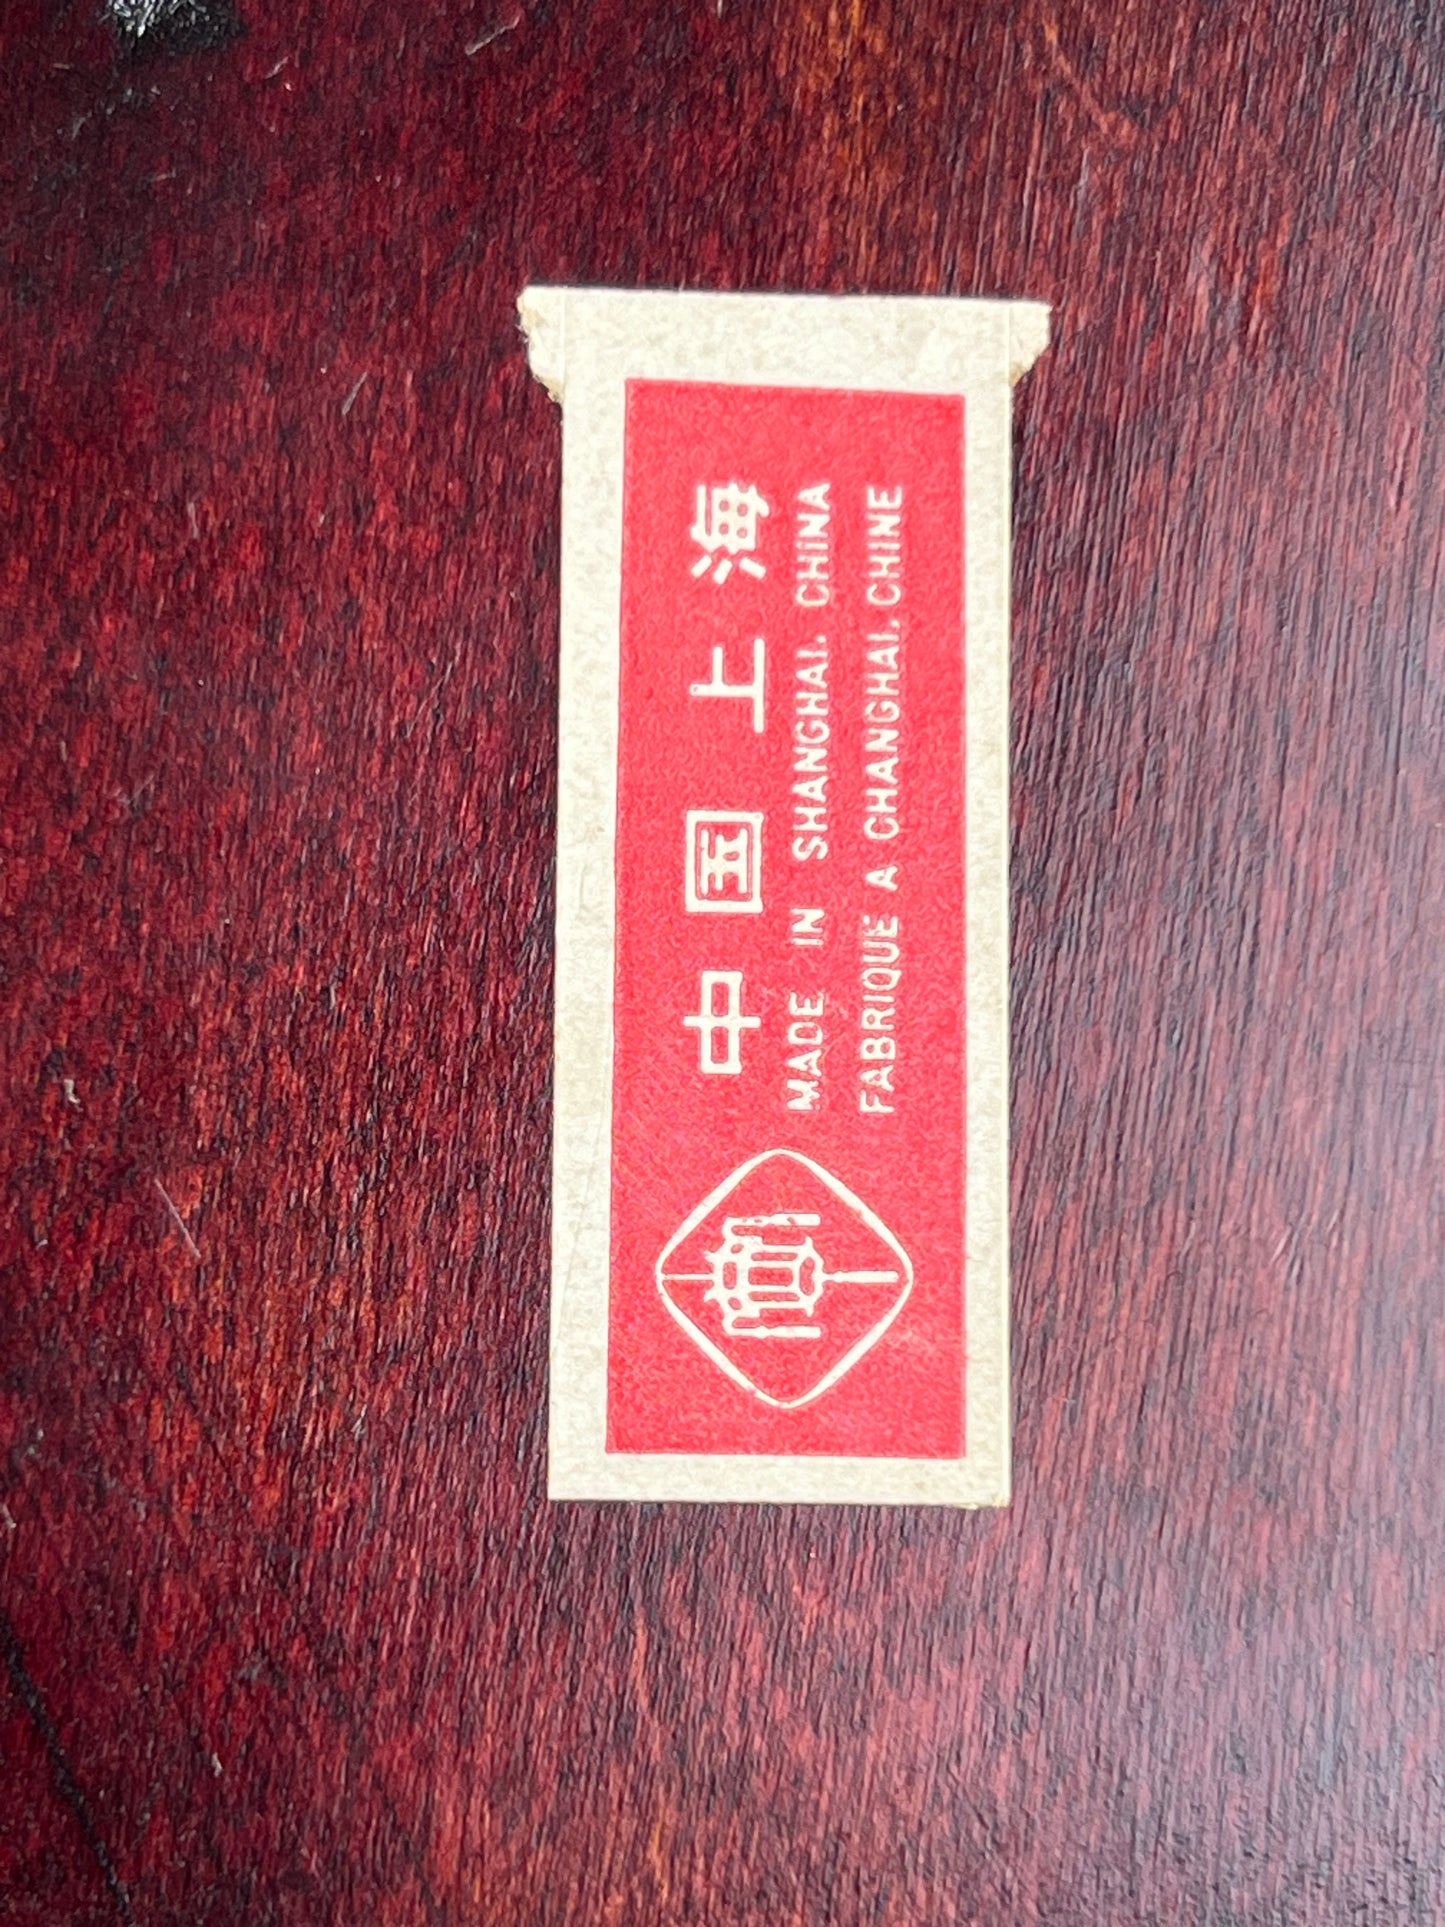 中国上海
MADE IN SHANGHAI. CHINA
FABRIQUE A CHANGHAI. CHINE